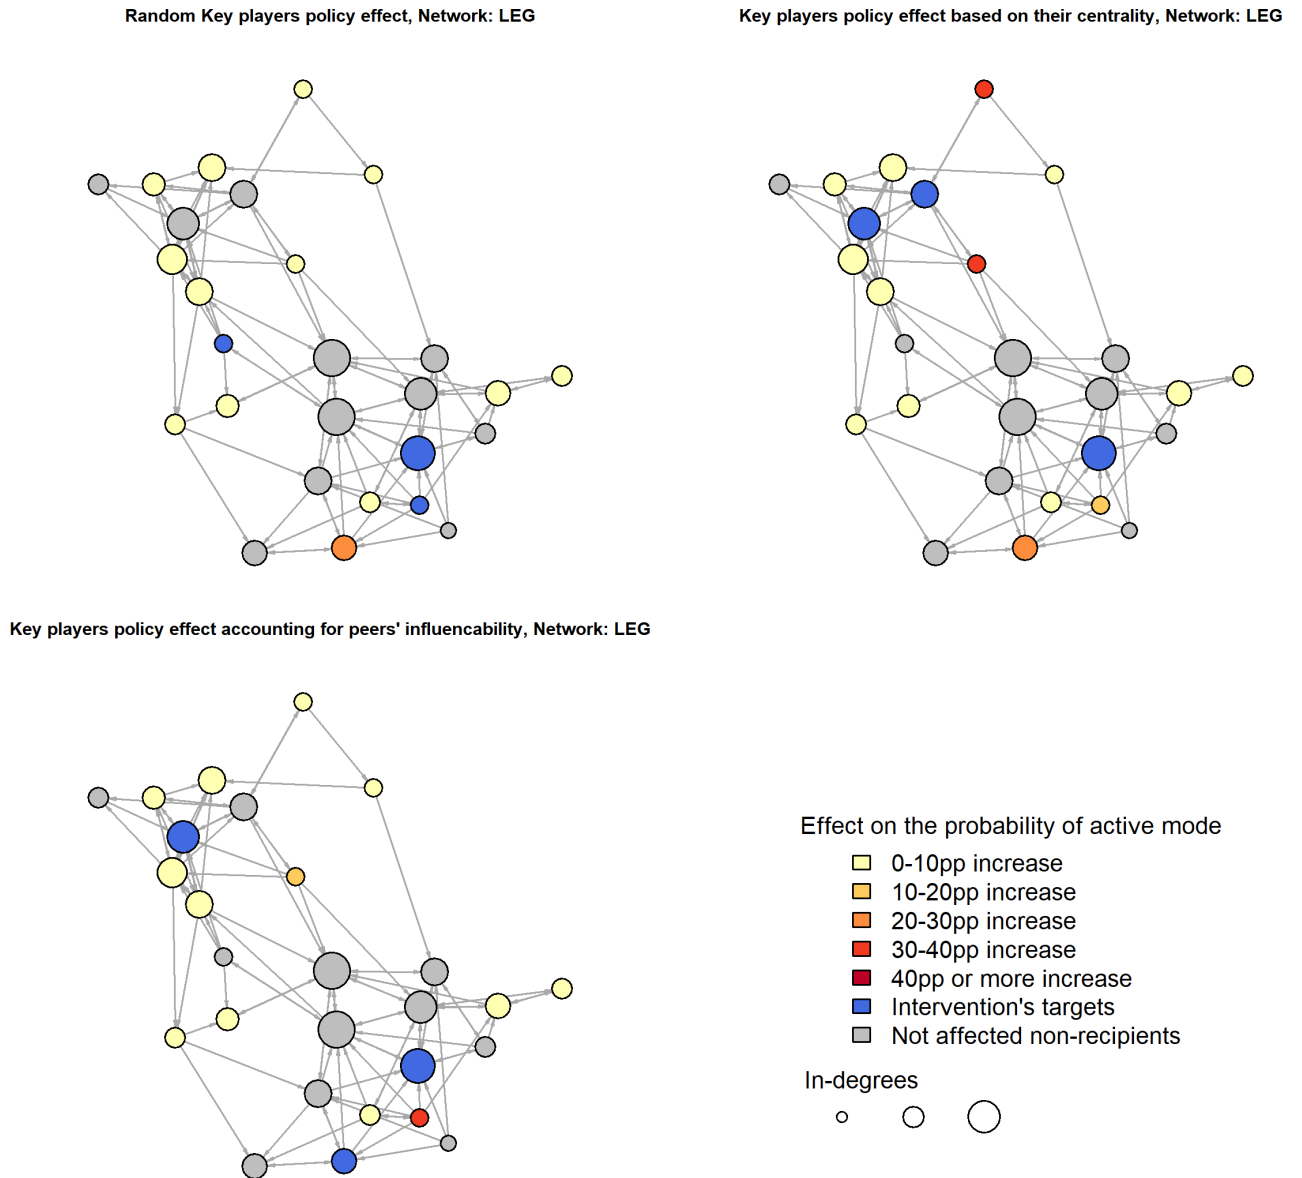 Random Key players policy effect, Network: LEG
Key players policy effect based on their centrality, Network: LEG
Key players policy effect accounting for peers' influencability, Network: LEG
Effect on the probability of active mode
0-10pp increase
10-20pp increase
20-30pp increase
30-40pp increase
40pp or more increase
Intervention's targets
Not affected non-recipients
In-degrees